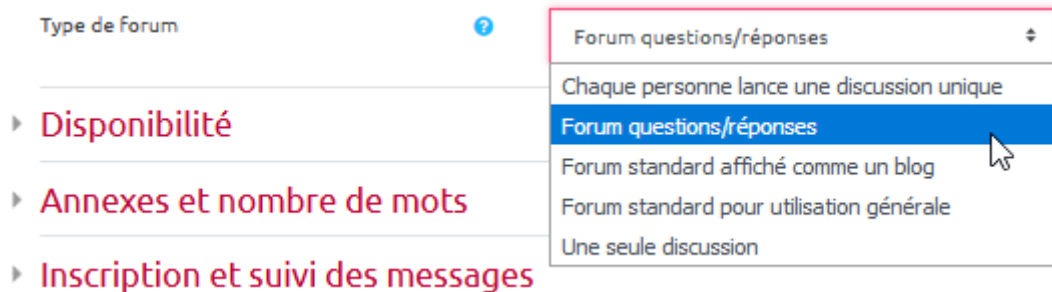 Type de forum
Forum questions/réponses
Chaque personne lance une discussion unique
Forum questions/réponses
Forum standard affiché comme un blog
Forum standard pour utilisation générale
Une seule discussion
Disponibilité
Annexes et nombre de mots
Inscription et suivi des messages